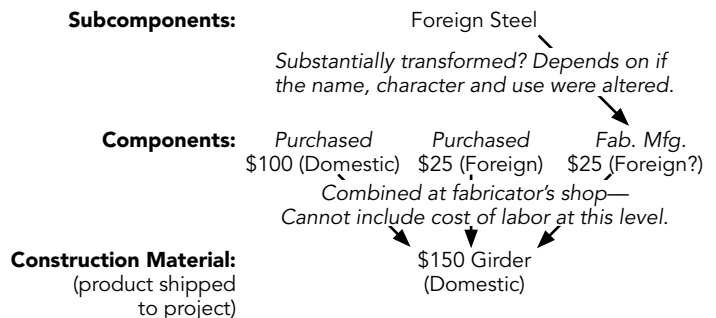 Subcomponents: Foreign Steel
Substantially transformed? Depends on if
the name, character and use were altered.
Components: Purchased Purchased Fab. Mfg.
$100 (Domestic) $25 (Foreign) $25 (Foreign?)
Combined at fabricator's shop—
Cannot include cost of labor at this level.
Construction Material: $150 Girder
(product shipped (Domestic)
to project)